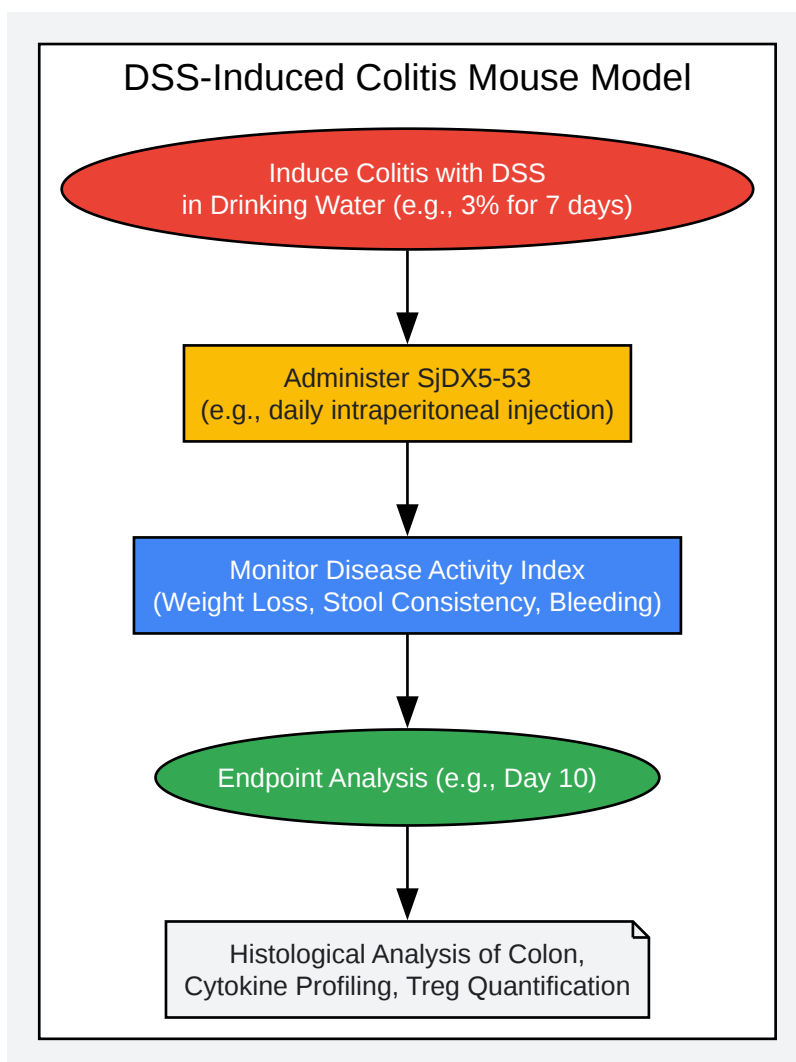 DSS-Induced Colitis Mouse Model
Induce Colitis with DSS
in Drinking Water (e.g., 3% for 7 days)
Administer SjDX5-53
(e.g., daily intraperitoneal injection)
Monitor Disease Activity Index
(Weight Loss, Stool Consistency, Bleeding)
Endpoint Analysis (e.g., Day 10)
Histological Analysis of Colon,
Cytokine Profiling, Treg Quantification